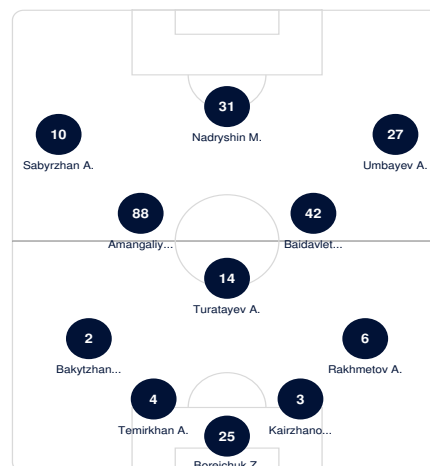 31
Nadryshin M.
10
Sabyrzhan A.
27
Umbayev A.
88
Amangaliy...
42
Baidavlet...
14
Turatayev A.
2
Bakytzhan...
6
Rakhmetov A.
4
Temirkhan A.
3
Kairzhano...
25